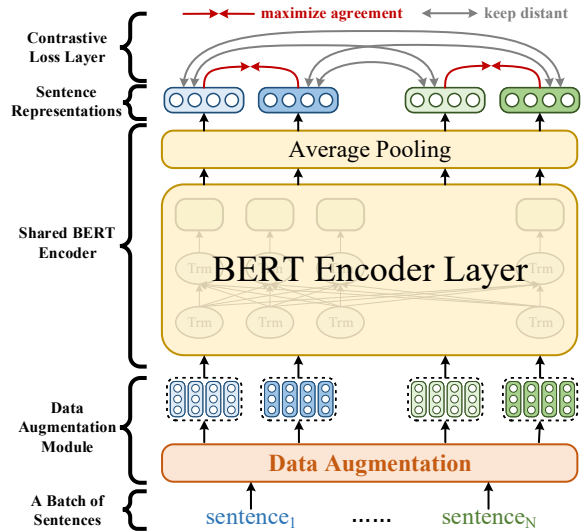 Contrastive
Loss Layer
maximize agreement
keep distant
Sentence
Representations
Average Pooling
Shared BERT
Encoder
BERT Encoder Layer
Trm Trm Trm Trm
Trm Trm Trm Trm
Data
Augmentation
Module
Data Augmentation
A Batch of
Sentences
sentence1 ...... sentenceN